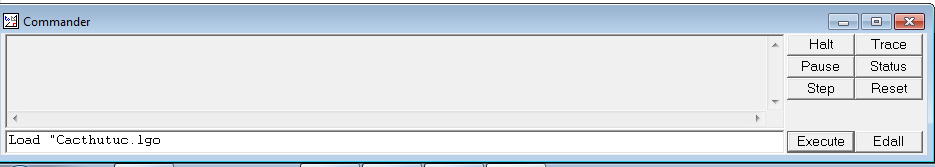 Commander
Halt Trace
Pause Status
Step Reset
Load "Cacthutuc.lgo
Execute Edall